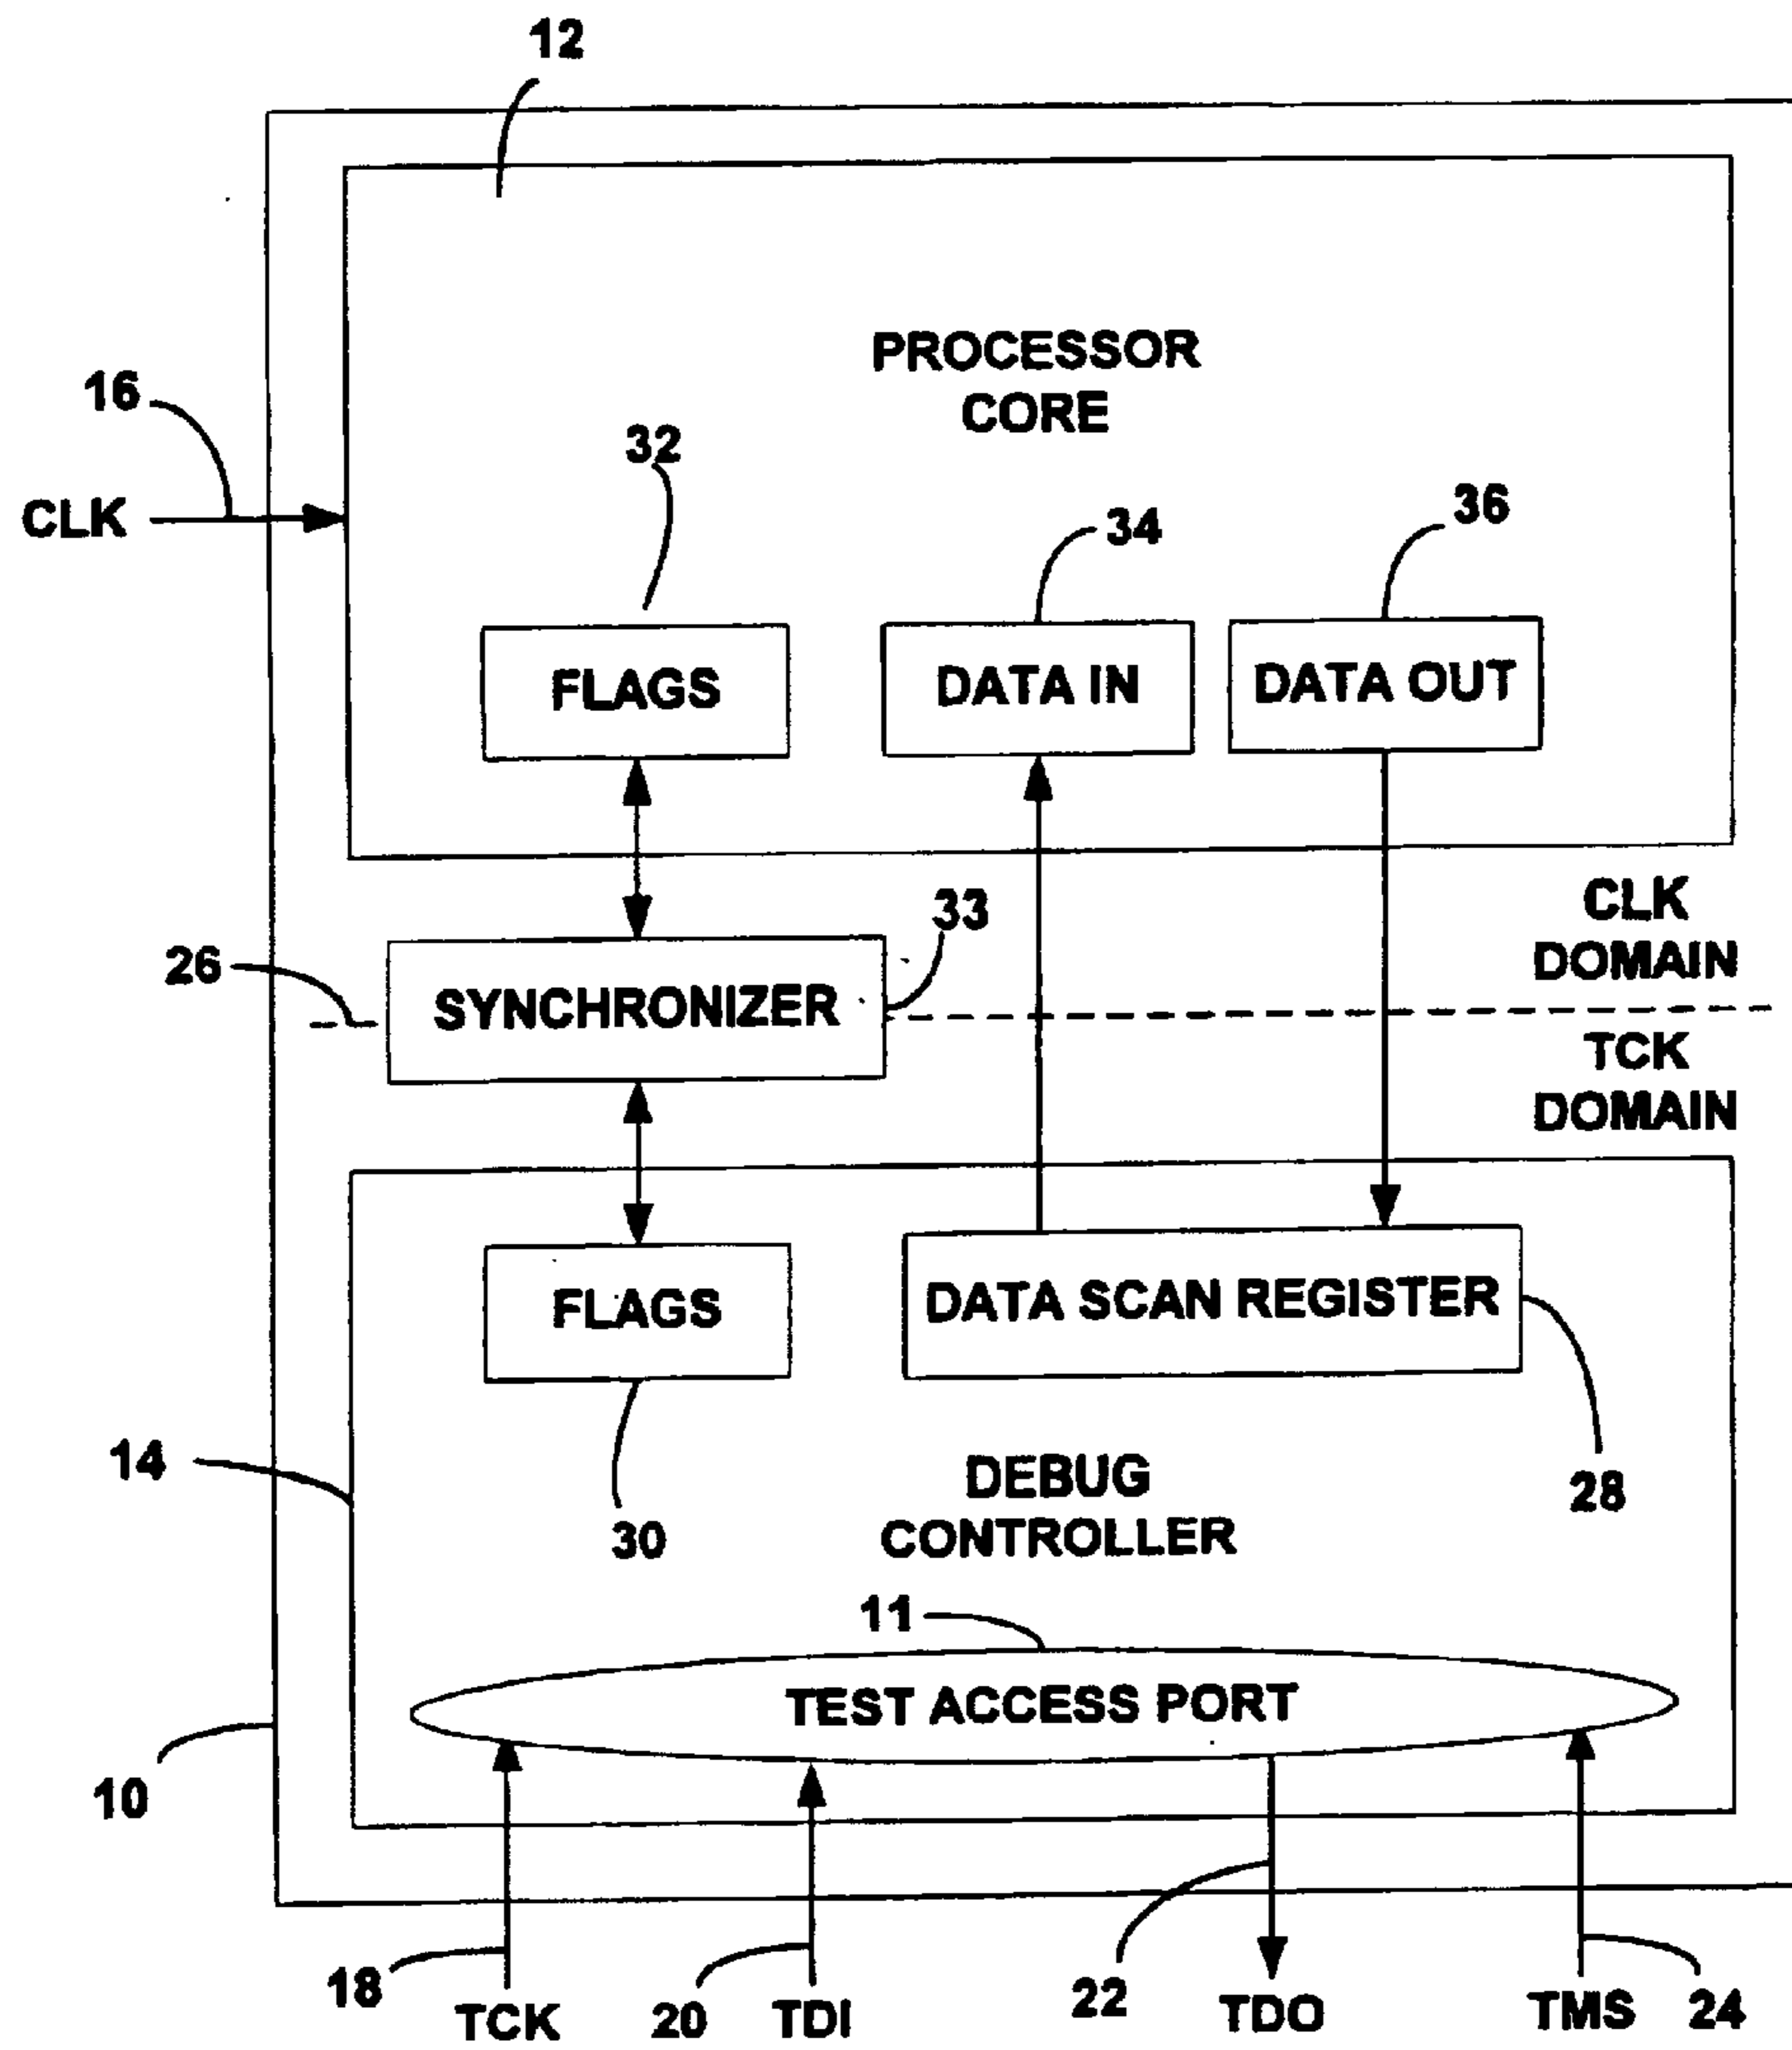 12
PROCESSOR
CORE
16
32
CLK
34
36
FLAGS
DATA IN
DATA OUT
CLK
DOMAIN
33
26
SYNCHRONIZER
TCK
DOMAIN
FLAGS
DATA SCAN REGISTER
14
DEBUG
CONTROLLER
28
30
11
TEST ACCESS PORT
10
18
TCK
20
TDI
22
TDO
TMS
24